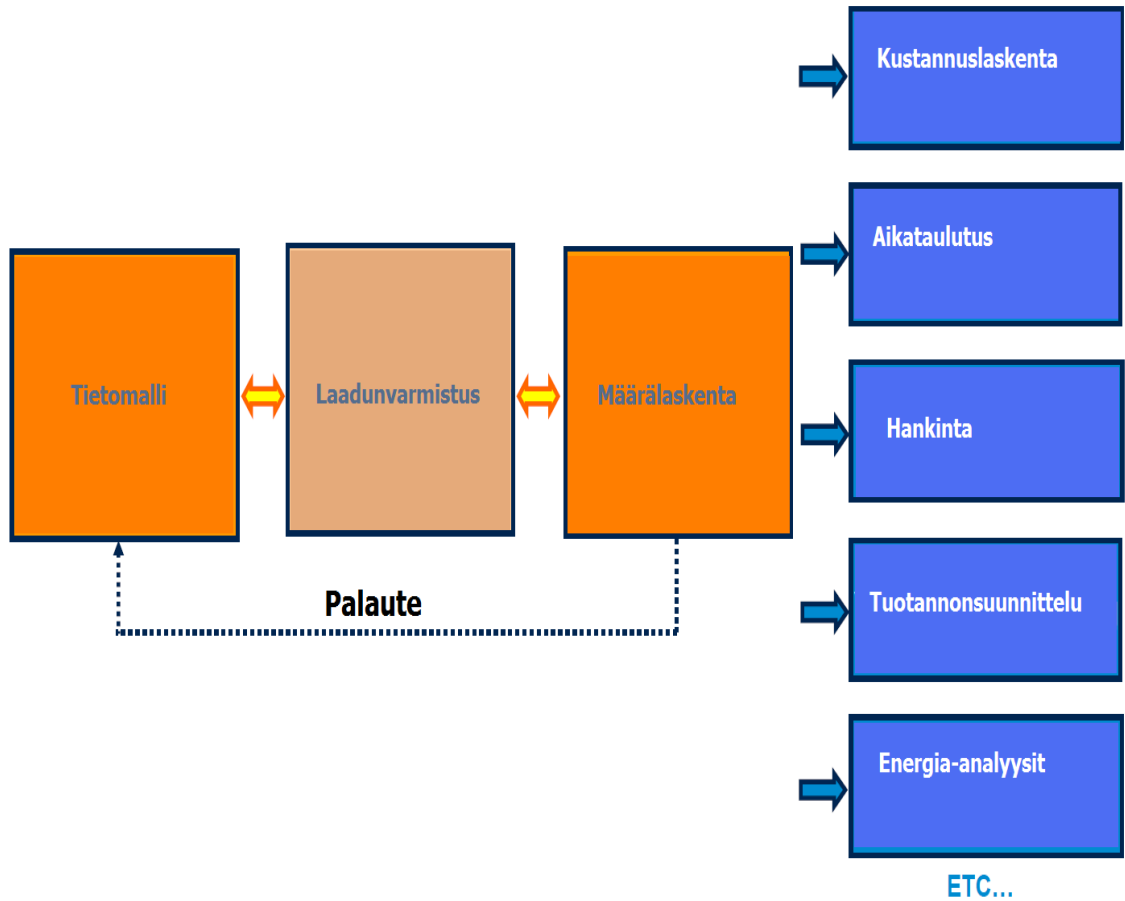 Kustannuslaskenta
Aikataulutus
Tietomalli
Laadunvarmistus
Määrälaskenta
Hankinta
Palaute
Tuotannonsuunnittelu
Energia-analyysit
ETC...